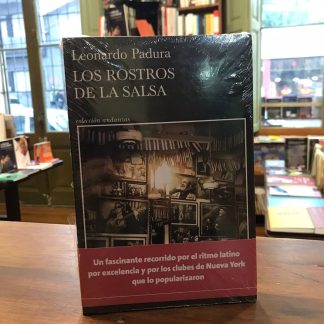 Leonardo Padura
LOS ROSTROS
DE LA SALSA
colección andanzas
Un fascinante recorrido por el ritmo latino
por excelencia y por los clubes de Nueva York
que lo popularizaron